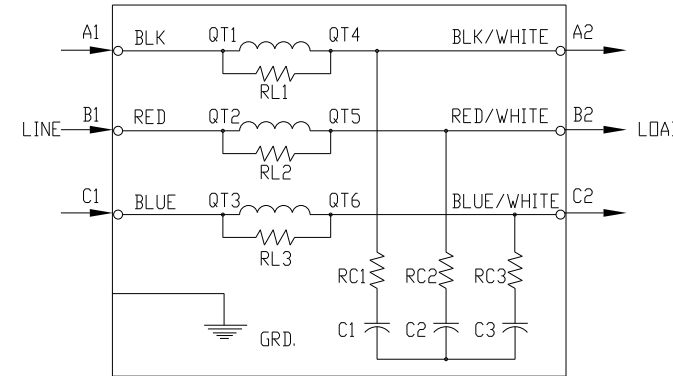 A1 BLK QT1 QT4 BLK/WHITE A2
RL1
LINE B1 RED QT2 QT5 RED/WHITE B2
RL2
C1 BLUE QT3 QT6 BLUE/WHITE C2
RL3
RC1 RC2 RC3
C1 C2 C3
GRD.